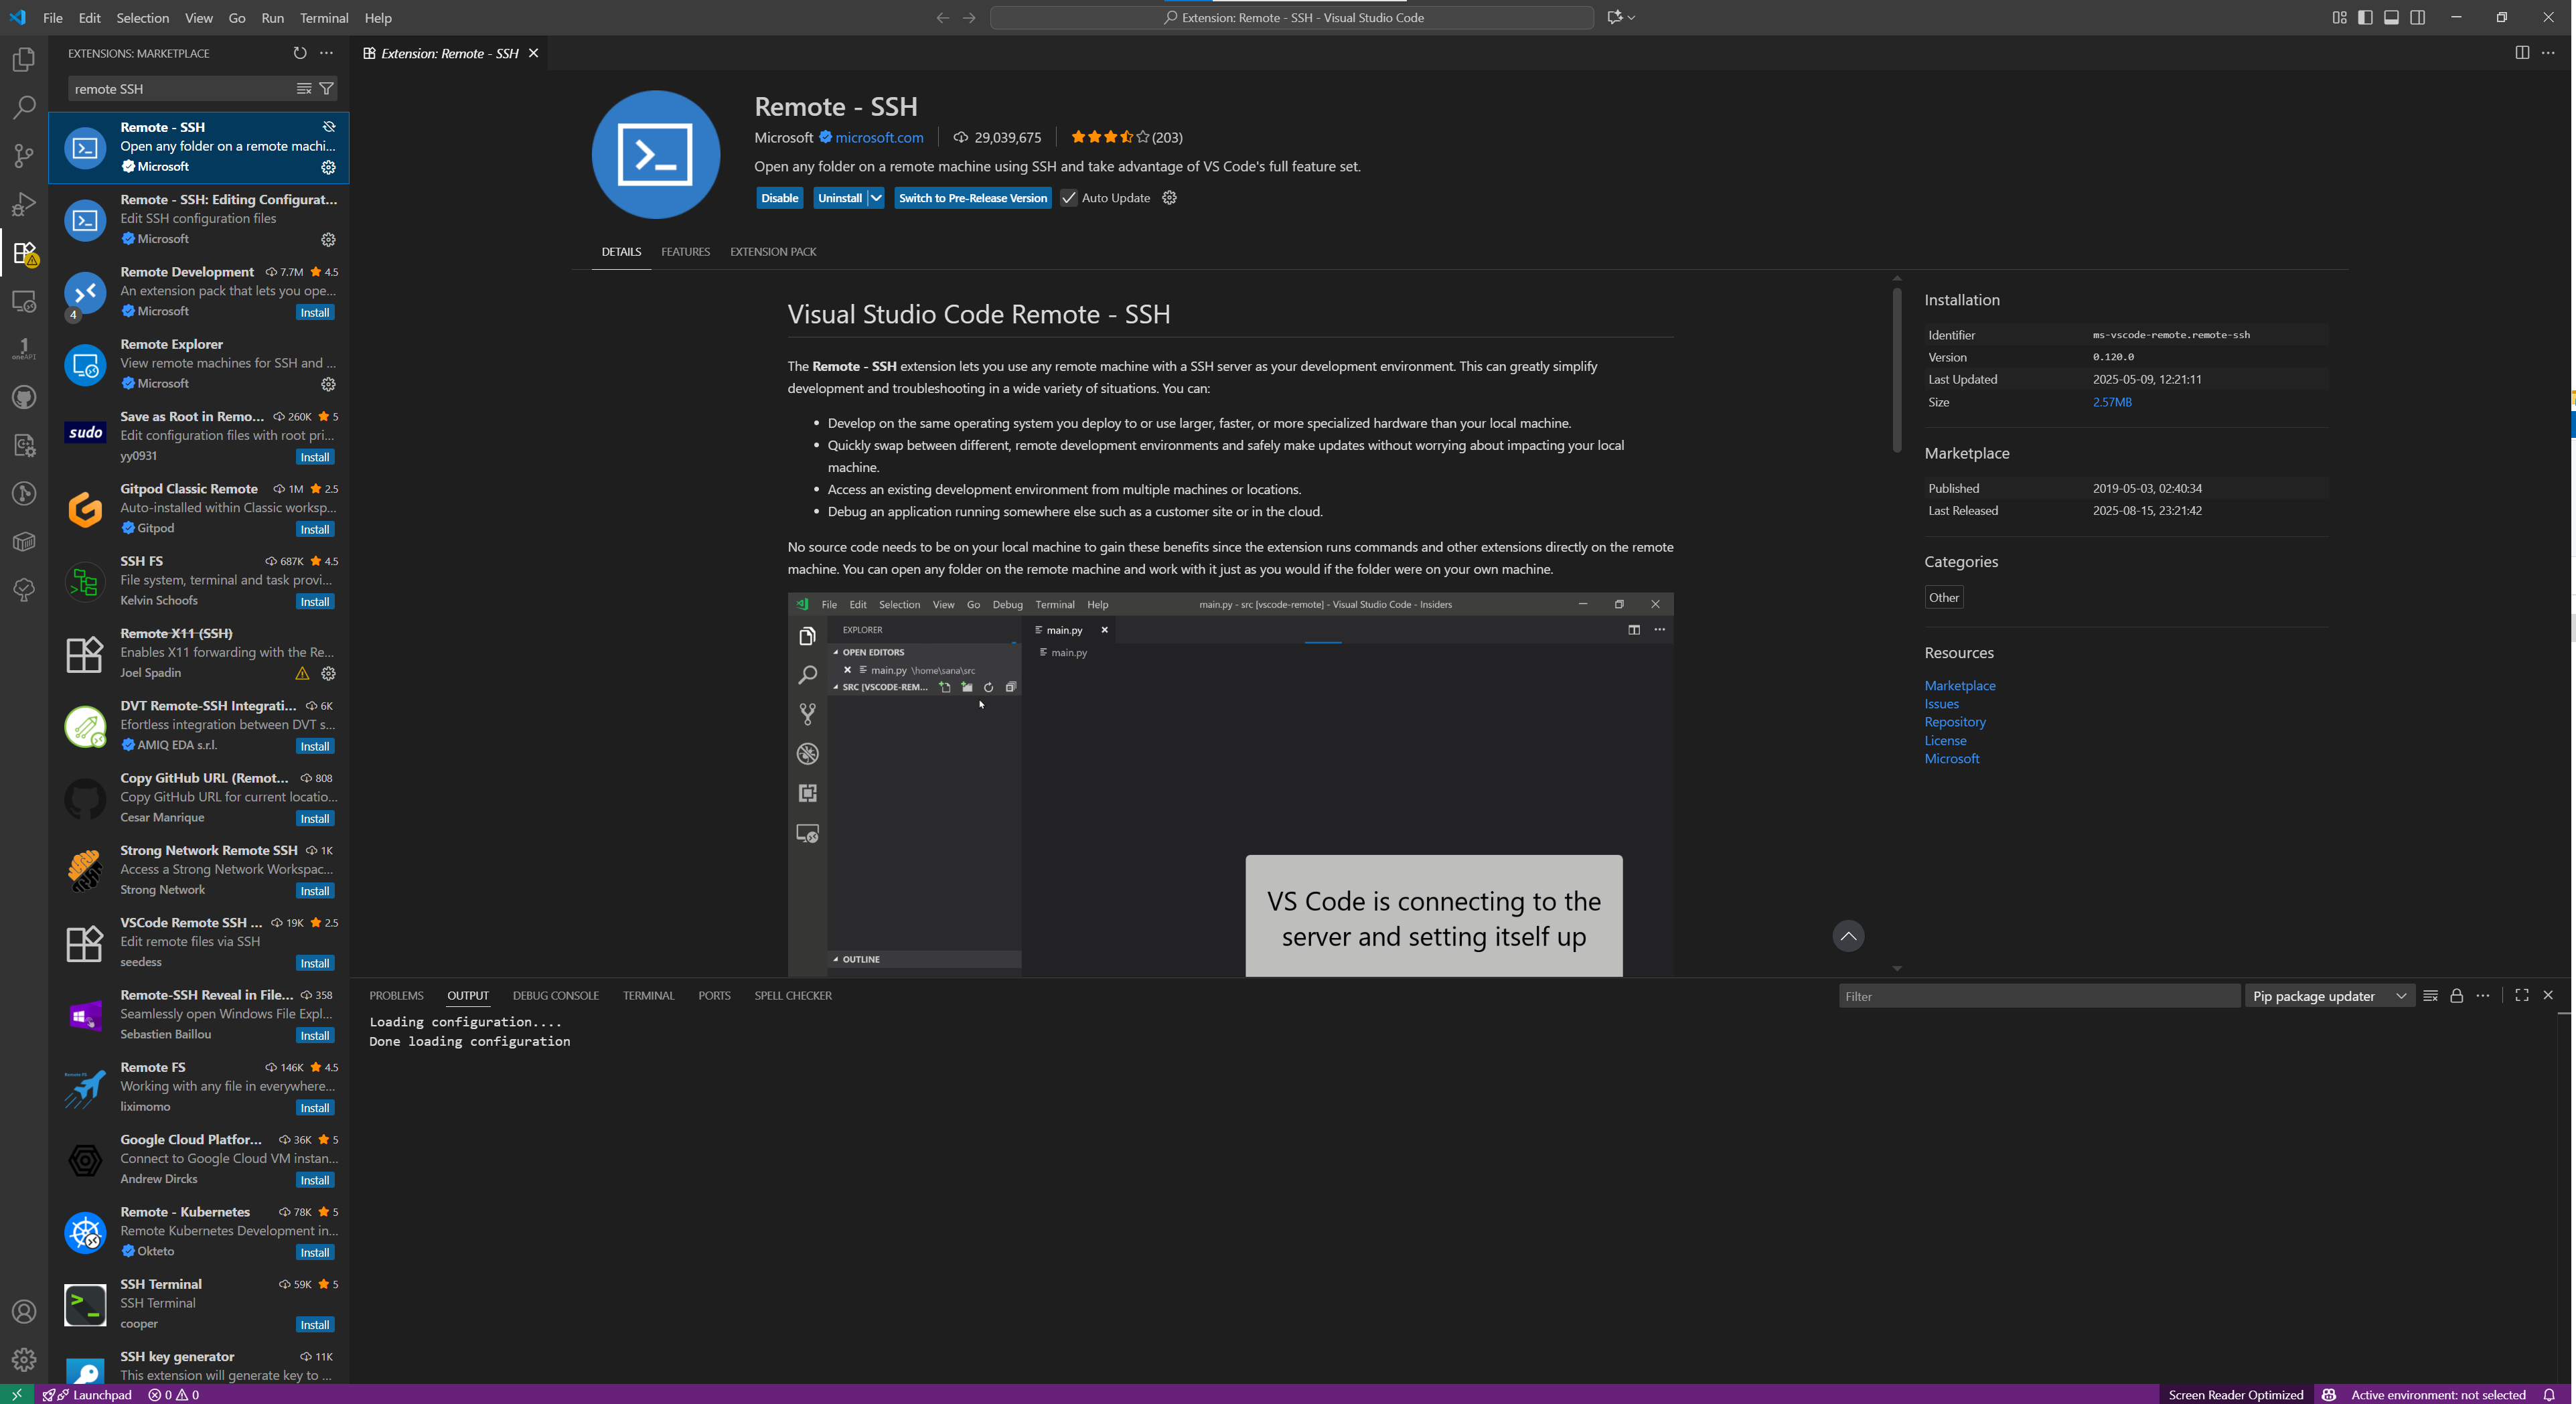 File Edit Selection View Go Run Terminal Help
Extension: Remote - SSH - Visual Studio Code
EXTENSIONS: MARKETPLACE
remote SSH
Remote - SSH
Open any folder on a remote machi...
Microsoft
Remote - SSH: Editing Configurat...
Edit SSH configuration files
Microsoft
Remote Development 7.7M 4.5
An extension pack that lets you ope...
4
Microsoft Install
Remote Explorer
View remote machines for SSH and ...
Microsoft
Save as Root in Remo... 260K 5
sudo
Edit configuration files with root pri...
yy0931 Install
Gitpod Classic Remote 1M 2.5
Auto-installed within Classic worksp...
Gitpod Install
SSH FS 687K 4.5
File system, terminal and task provi...
Kelvin Schoofs Install
Remote X11 (SSH)
Enables X11 forwarding with the Re...
Joel Spadin
DVT Remote-SSH Integrati... 6K
Efortless integration between DVT s...
AMIQ EDA s.r.l. Install
Copy GitHub URL (Remot... 808
Copy GitHub URL for current locatio...
Cesar Manrique Install
Strong Network Remote SSH 1K
Access a Strong Network Workspac...
Strong Network Install
VSCode Remote SSH ... 19K 2.5
Edit remote files via SSH
seedess Install
Remote-SSH Reveal in File... 358
Seamlessly open Windows File Expl...
Sebastien Baillou Install
Remote FS 146K 4.5
Working with any file in everywhere...
liximomo Install
Google Cloud Platfor... 36K 5
Connect to Google Cloud VM instan...
Andrew Dircks Install
Remote - Kubernetes 78K 5
Remote Kubernetes Development in...
Okteto Install
SSH Terminal 59K 5
SSH Terminal
cooper Install
SSH key generator 11K
This extension will generate key to ...
1
oneAPI
Extension: Remote - SSH
Remote - SSH
Microsoft microsoft.com 29,039,675 (203)
Open any folder on a remote machine using SSH and take advantage of VS Code's full feature set.
Disable Uninstall Switch to Pre-Release Version Auto Update
DETAILS FEATURES EXTENSION PACK
Visual Studio Code Remote - SSH
The Remote - SSH extension lets you use any remote machine with a SSH server as your development environment. This can greatly simplify
development and troubleshooting in a wide variety of situations. You can:
• Develop on the same operating system you deploy to or use larger, faster, or more specialized hardware than your local machine.
• Quickly swap between different, remote development environments and safely make updates without worrying about impacting your local
machine.
• Access an existing development environment from multiple machines or locations.
• Debug an application running somewhere else such as a customer site or in the cloud.
No source code needs to be on your local machine to gain these benefits since the extension runs commands and other extensions directly on the remote
machine. You can open any folder on the remote machine and work with it just as you would if the folder were on your own machine.
File Edit Selection View Go Debug Terminal Help main.py - src [vscode-remote] - Visual Studio Code - Insiders
EXPLORER main.py
OPEN EDITORS main.py
main.py \home\sana\src
SRC [VSCODE-REM...
VS Code is connecting to the
server and setting itself up
OUTLINE
Installation
Identifier ms-vscode-remote.remote-ssh
Version 0.120.0
Last Updated 2025-05-09, 12:21:11
Size 2.57MB
Marketplace
Published 2019-05-03, 02:40:34
Last Released 2025-08-15, 23:21:42
Categories
Other
Resources
Marketplace
Issues
Repository
License
Microsoft
PROBLEMS OUTPUT DEBUG CONSOLE TERMINAL PORTS SPELL CHECKER Filter Pip package updater
Loading configuration....
Done loading configuration
Launchpad 0 0 Screen Reader Optimized Active environment: not selected